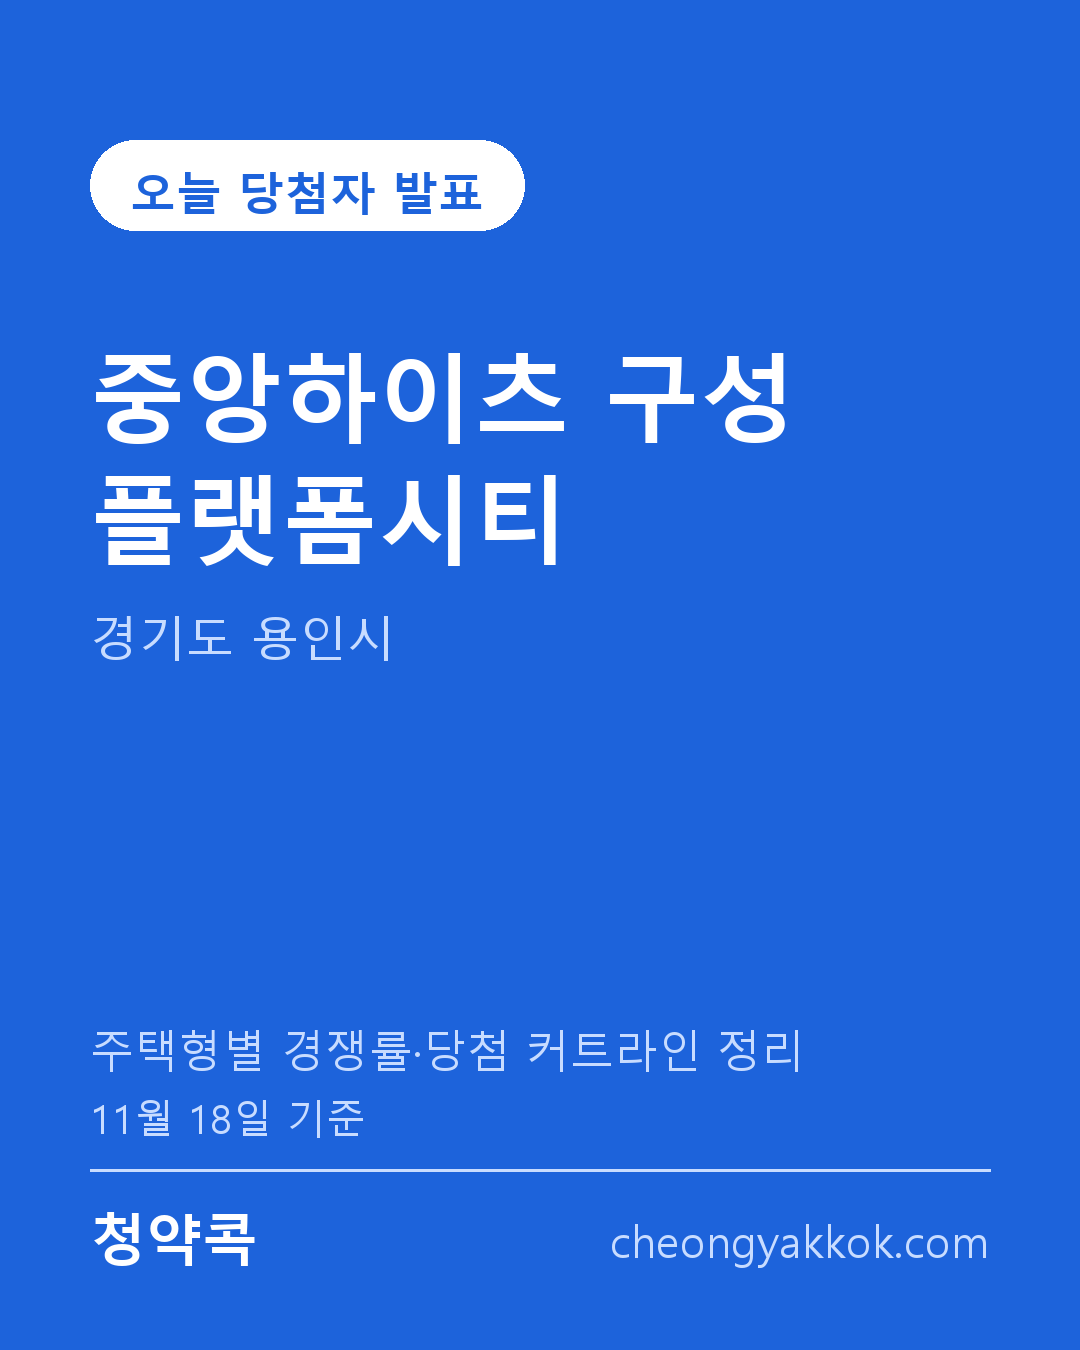 오늘 당첨자 발표
중앙하이츠 구성
플랫폼시티
경기도 용인시
주택형별 경쟁률·당첨 커트라인 정리
11월 18일 기준
청약콕
cheongyakkok.com